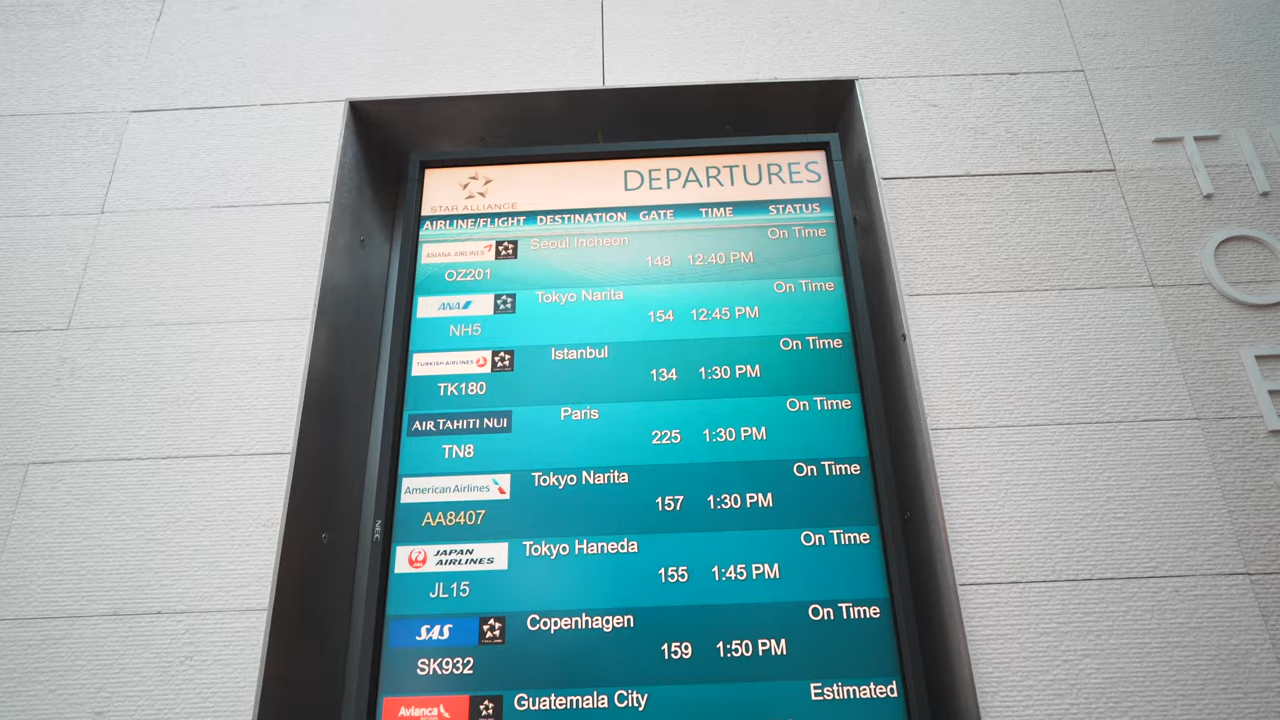 DEPARTURES
STAR ALLIANCE
AIRLINE/FLIGHT DESTINATION GATE TIME STATUS
ASIANA AIRLINES Seoul Incheon On Time
OZ201 148 12:40 PM
ANA Tokyo Narita On Time
NH5 154 12:45 PM
TURKISH AIRLINES Istanbul On Time
TK180 134 1:30 PM
AIR TAHITI NUI Paris On Time
TN8 225 1:30 PM
American Airlines Tokyo Narita On Time
AA8407 157 1:30 PM
JAL JAPAN AIRLINES Tokyo Haneda On Time
JL15 155 1:45 PM
SAS Copenhagen On Time
SK932 159 1:50 PM
Avianca Guatemala City Estimated
NEC